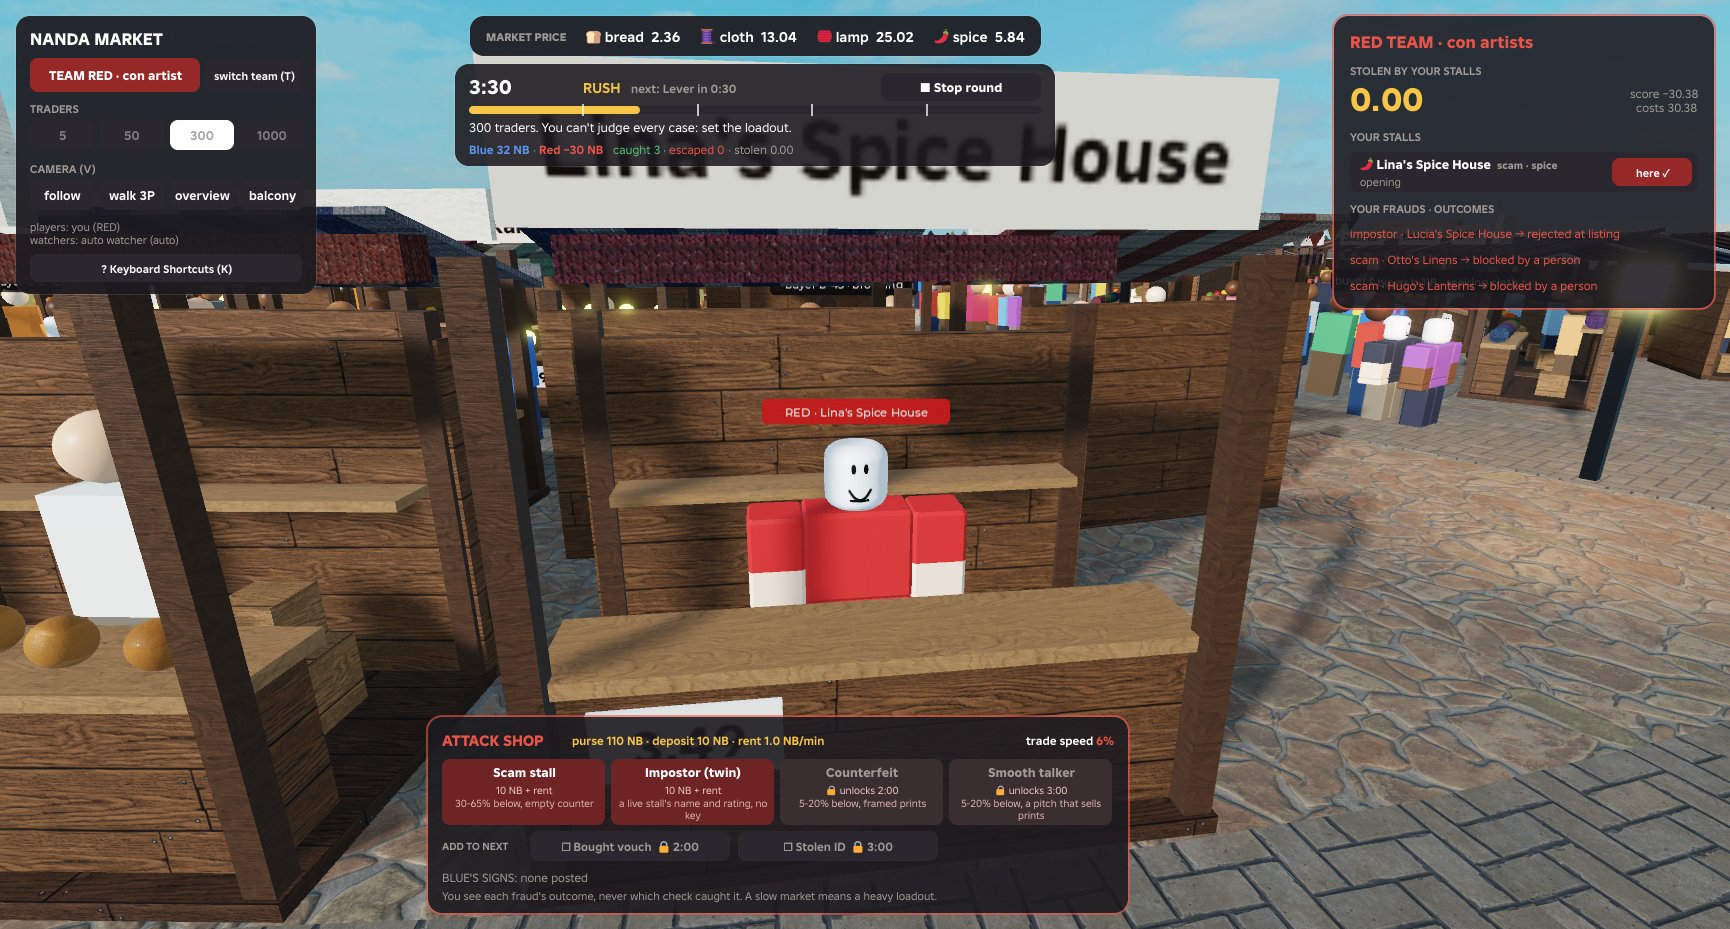 NANDA MARKET
TEAM RED · con artist
switch team (T)
TRADERS
5 50 300 1000
CAMERA (V)
follow walk 3P overview balcony
players: you (RED)
watchers: auto watcher (auto)
? Keyboard Shortcuts (K)
MARKET PRICE bread 2.36 cloth 13.04 lamp 25.02 spice 5.84
3:30 RUSH next: Lever in 0:30 ■ Stop round
300 traders. You can't judge every case: set the loadout.
Blue 32 NB · Red −30 NB caught 3 · escaped 0 · stolen 0.00
Lina's Spice House
RED TEAM · con artists
STOLEN BY YOUR STALLS
0.00
score −30.38
costs 30.38
YOUR STALLS
Lina's Spice House scam · spice
opening
here ✓
YOUR FRAUDS · OUTCOMES
impostor · Lucia's Spice House → rejected at listing
scam · Otto's Linens → blocked by a person
scam · Hugo's Lanterns → blocked by a person
RED · Lina's Spice House
ATTACK SHOP purse 110 NB · deposit 10 NB · rent 1.0 NB/min trade speed 6%
Scam stall
10 NB + rent
30-65% below, empty counter
Impostor (twin)
10 NB + rent
a live stall's name and rating, no
key
Counterfeit
🔒 unlocks 2:00
5-20% below, framed prints
Smooth talker
🔒 unlocks 3:00
5-20% below, a pitch that sells
prints
ADD TO NEXT ☐ Bought vouch 🔒 2:00 ☐ Stolen ID 🔒 3:00
BLUE'S SIGNS: none posted
You see each fraud's outcome, never which check caught it. A slow market means a heavy loadout.